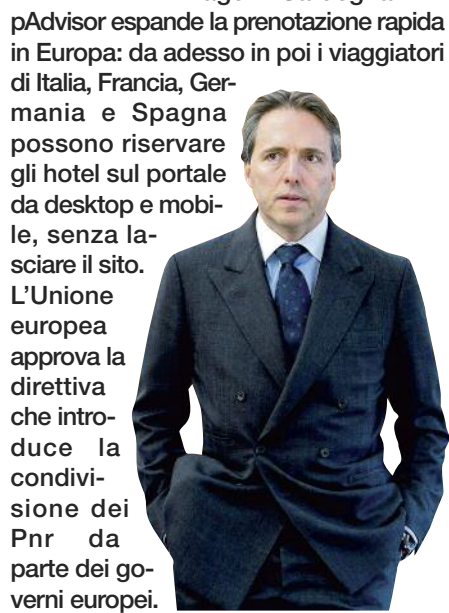 pAdvisor espande la prenotazione rapida
in Europa: da adesso in poi i viaggiatori
di Italia, Francia, Ger-
mania e Spagna
possono riservare
gli hotel sul portale
da desktop e mobi-
le, senza la-
sciare il sito.
L'Unione
europea
approva la
direttiva
che intro-
duce la
condivi-
sione dei
Pnr da
parte dei go-
verni europei.